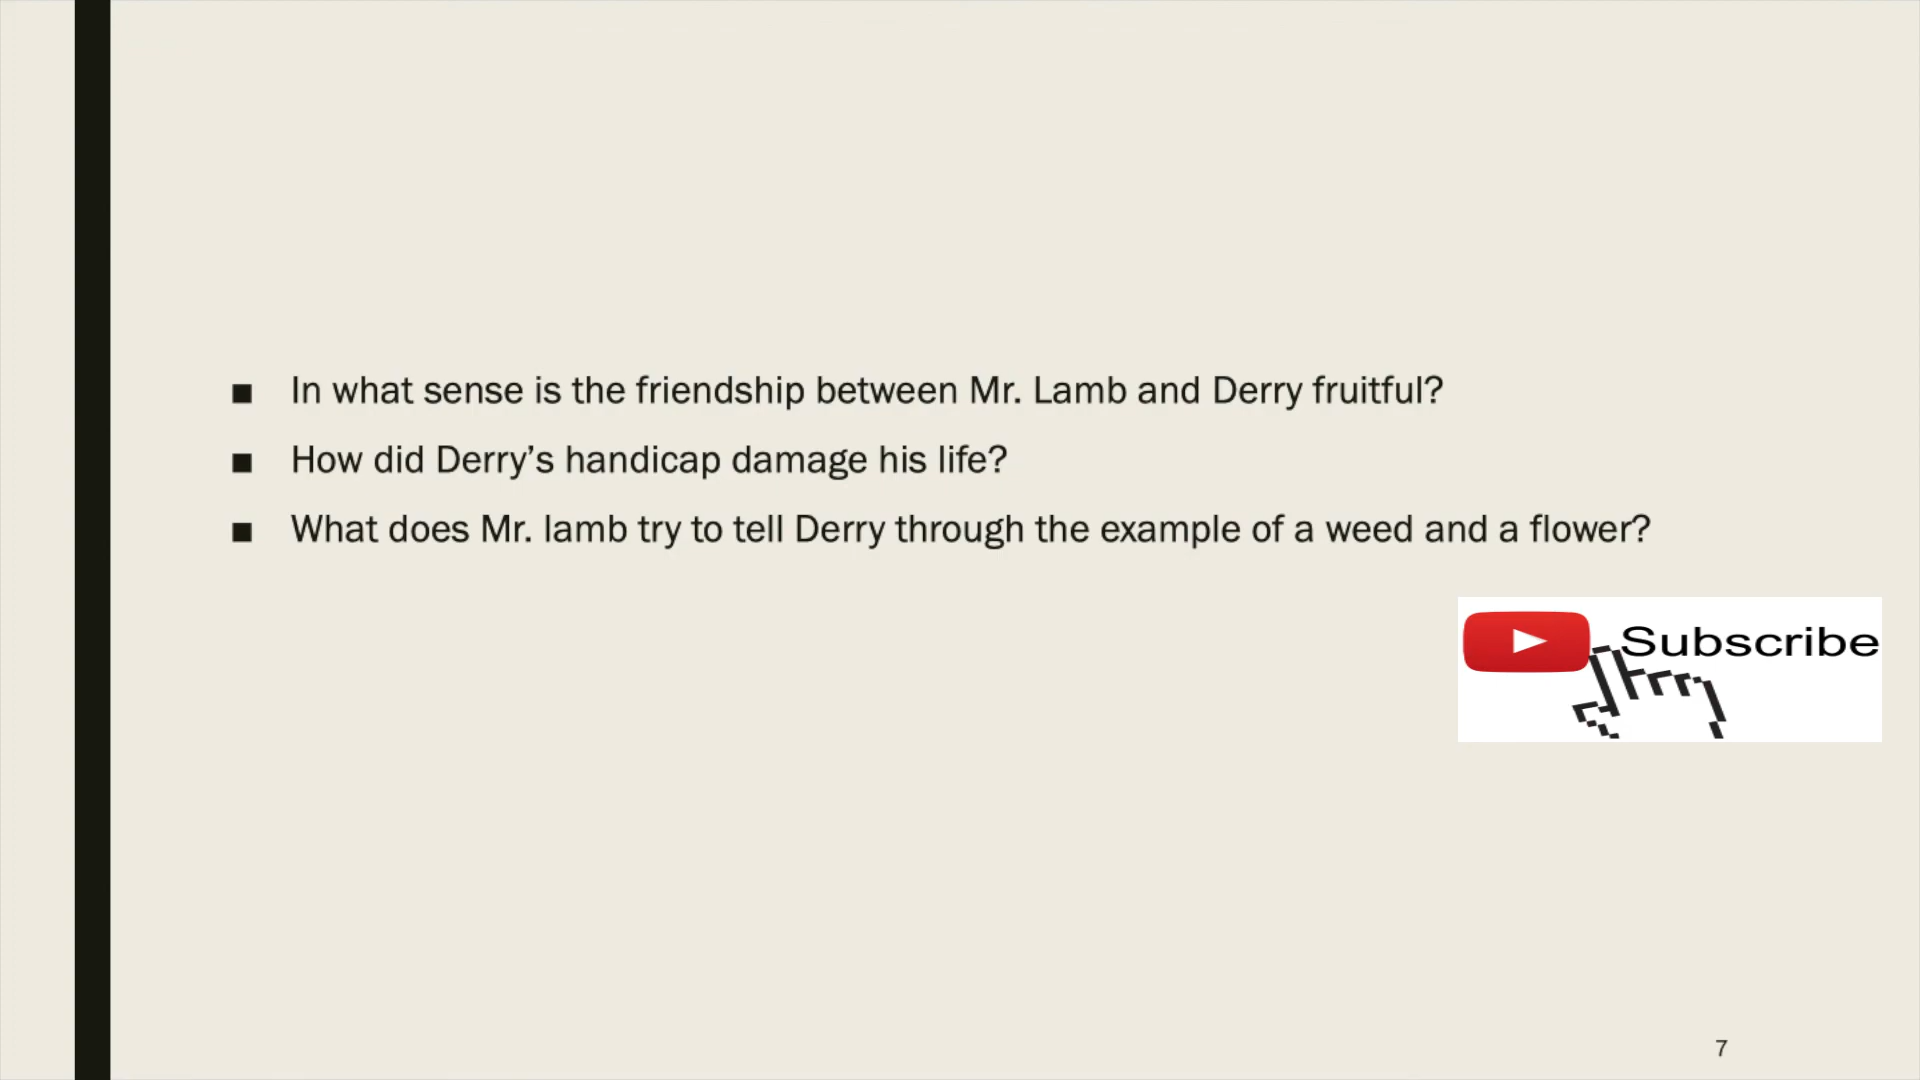 ■ In what sense is the friendship between Mr. Lamb and Derry fruitful?
■ How did Derry’s handicap damage his life?
■ What does Mr. lamb try to tell Derry through the example of a weed and a flower?
Subscribe
7